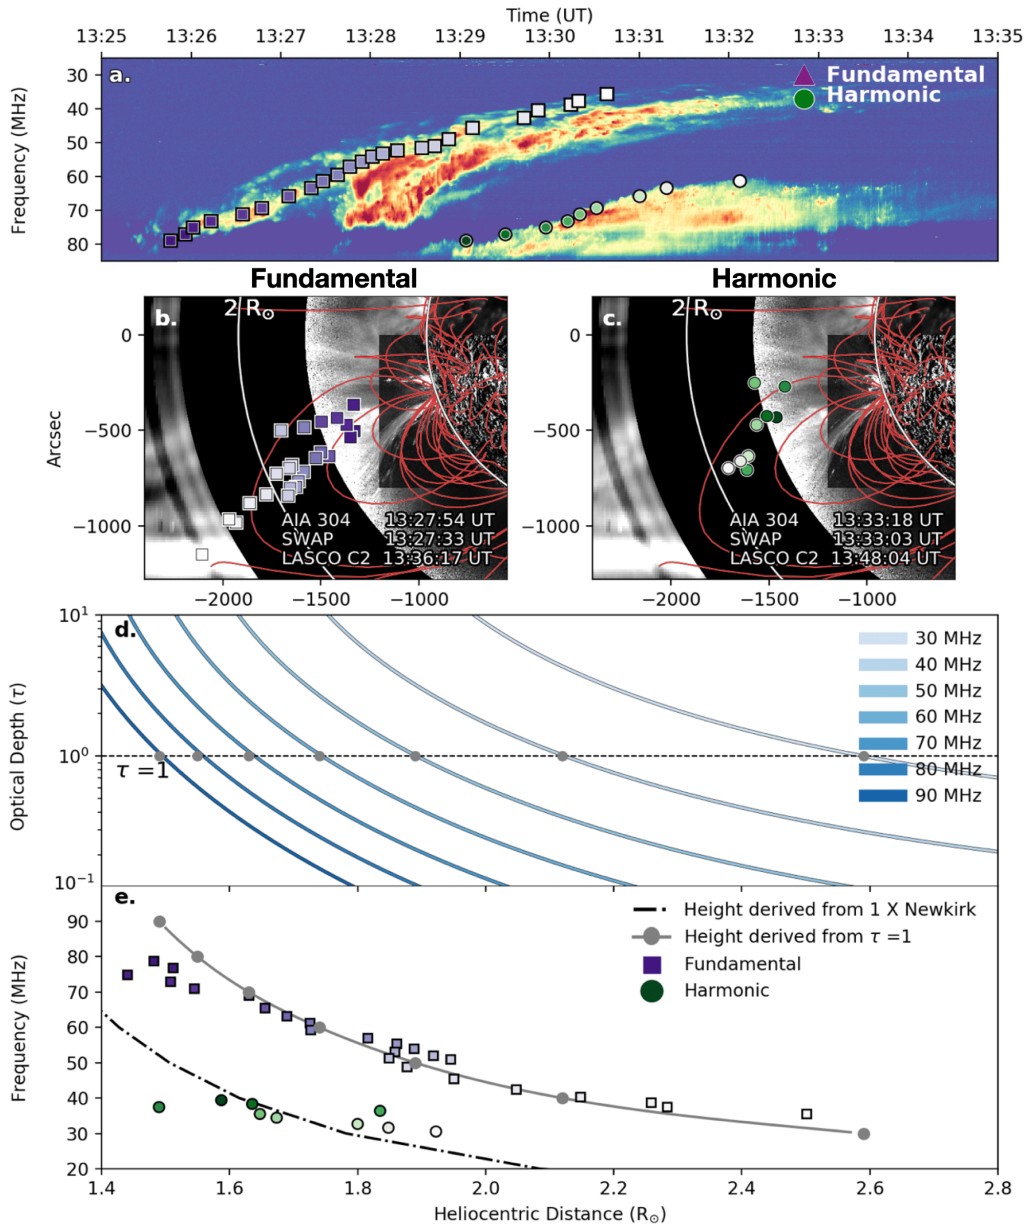 Time (UT)
13:25 13:26 13:27 13:28 13:29 13:30 13:31 13:32 13:33 13:34 13:35
Frequency (MHz)
30
40
50
60
70
80
a.
Fundamental
Harmonic
Fundamental
Harmonic
Arcsec
0
−500
−1000
b.
2 R⊙
AIA 304 13:27:54 UT
SWAP 13:27:33 UT
LASCO C2 13:36:17 UT
−2000 −1500 −1000
0
−500
−1000
c.
2 R⊙
AIA 304 13:33:18 UT
SWAP 13:33:03 UT
LASCO C2 13:48:04 UT
−2000 −1500 −1000
Optical Depth (τ)
10¹
10⁰
10⁻¹
d.
τ =1
30 MHz
40 MHz
50 MHz
60 MHz
70 MHz
80 MHz
90 MHz
Frequency (MHz)
90
80
70
60
50
40
30
20
e.
Height derived from 1 X Newkirk
Height derived from τ =1
Fundamental
Harmonic
1.4 1.6 1.8 2.0 2.2 2.4 2.6 2.8
Heliocentric Distance (R⊙)